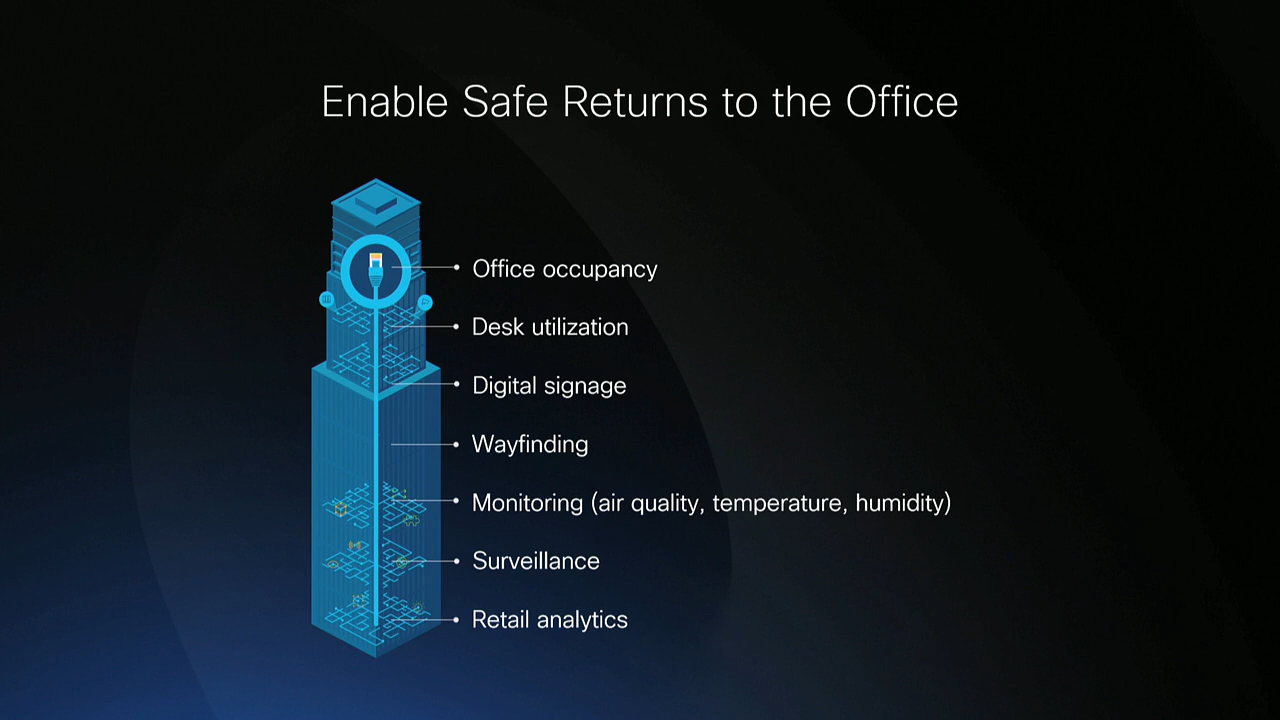 Enable Safe Returns to the Office
Office occupancy
Desk utilization
Digital signage
Wayfinding
Monitoring (air quality, temperature, humidity)
Surveillance
Retail analytics